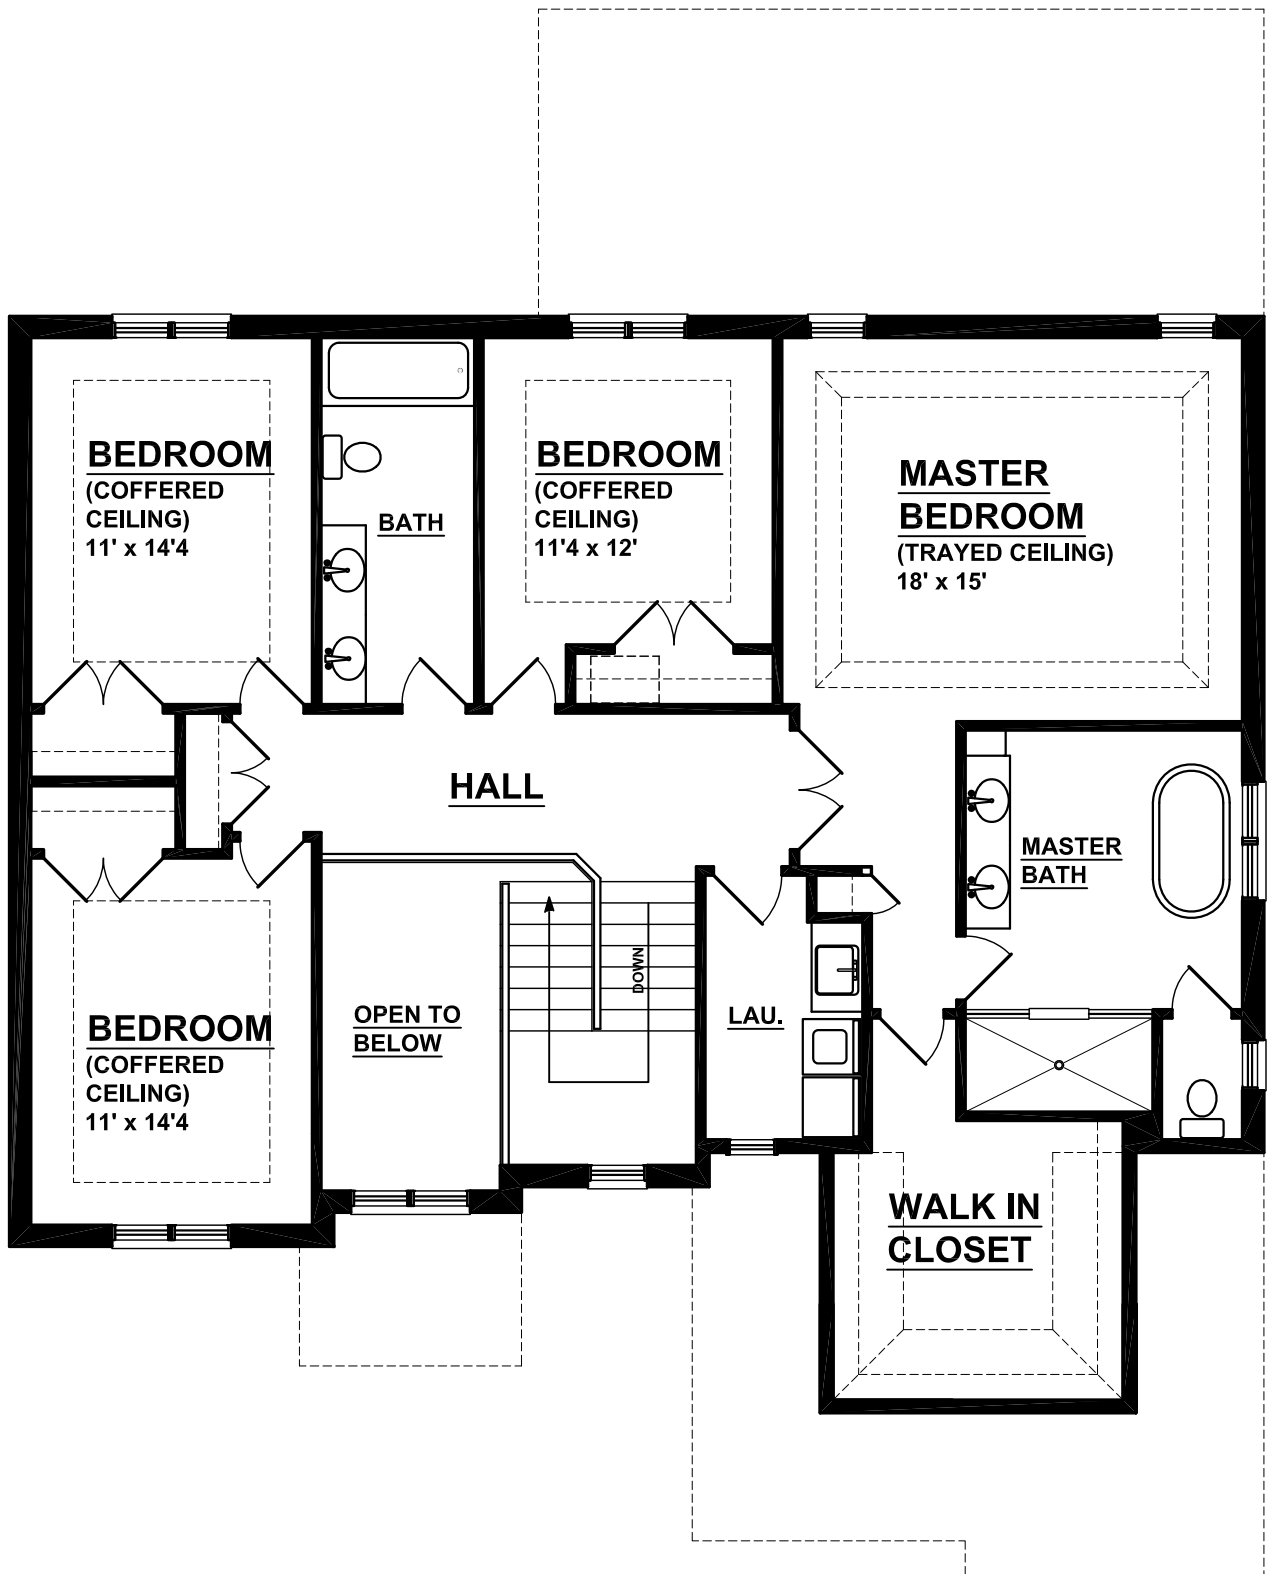 BEDROOM
(COFFERED
CEILING)
11' x 14'4
BATH
BEDROOM
(COFFERED
CEILING)
11'4 x 12'
MASTER
BEDROOM
(TRAYED CEILING)
18' x 15'
HALL
MASTER
BATH
BEDROOM
(COFFERED
CEILING)
11' x 14'4
OPEN TO
BELOW
DOWN
LAU.
WALK IN
CLOSET